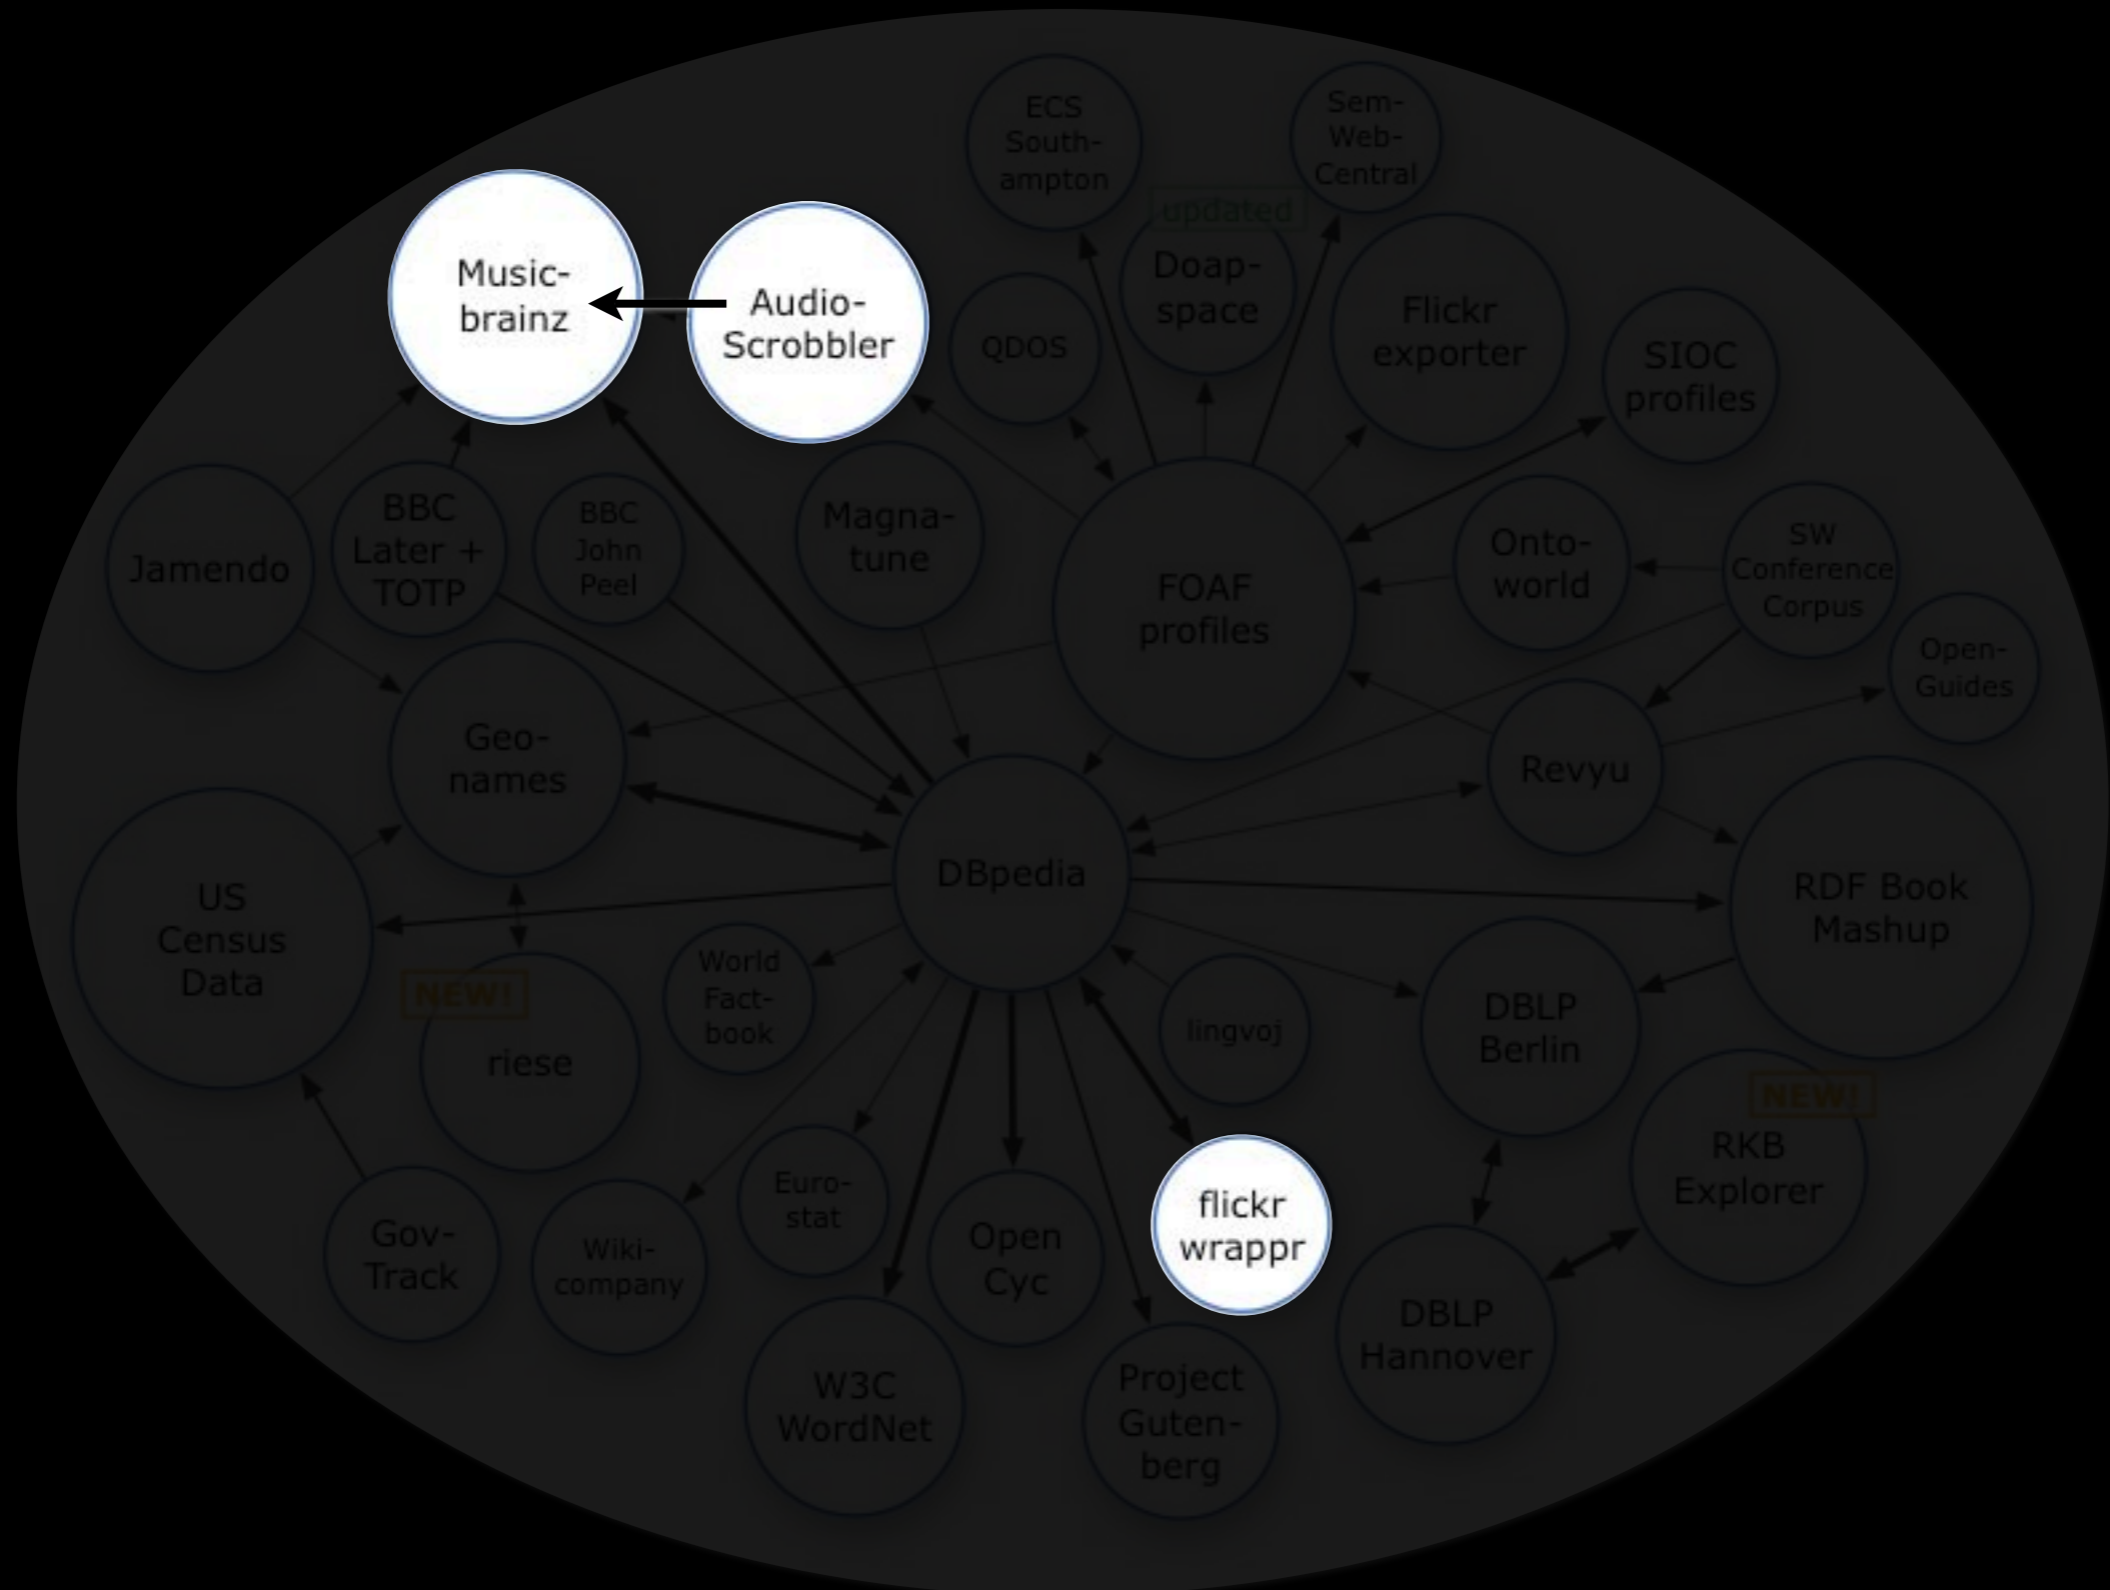 ECS
South-
ampton
Sem-
Web-
Central
updated
Music-
brainz
Audio-
Scrobbler
QDOS
Doap-
space
Flickr
exporter
SIOC
profiles
Jamendo
BBC
Later +
TOTP
BBC
John
Peel
Magna-
tune
FOAF
profiles
Onto-
world
SW
Conference
Corpus
Open-
Guides
Geo-
names
Revyu
DBpedia
US
Census
Data
RDF Book
Mashup
NEW!
riese
World
Fact-
book
lingvoj
DBLP
Berlin
NEW!
RKB
Explorer
Gov-
Track
Wiki-
company
Euro-
stat
Open
Cyc
flickr
wrappr
DBLP
Hannover
W3C
WordNet
Project
Guten-
berg